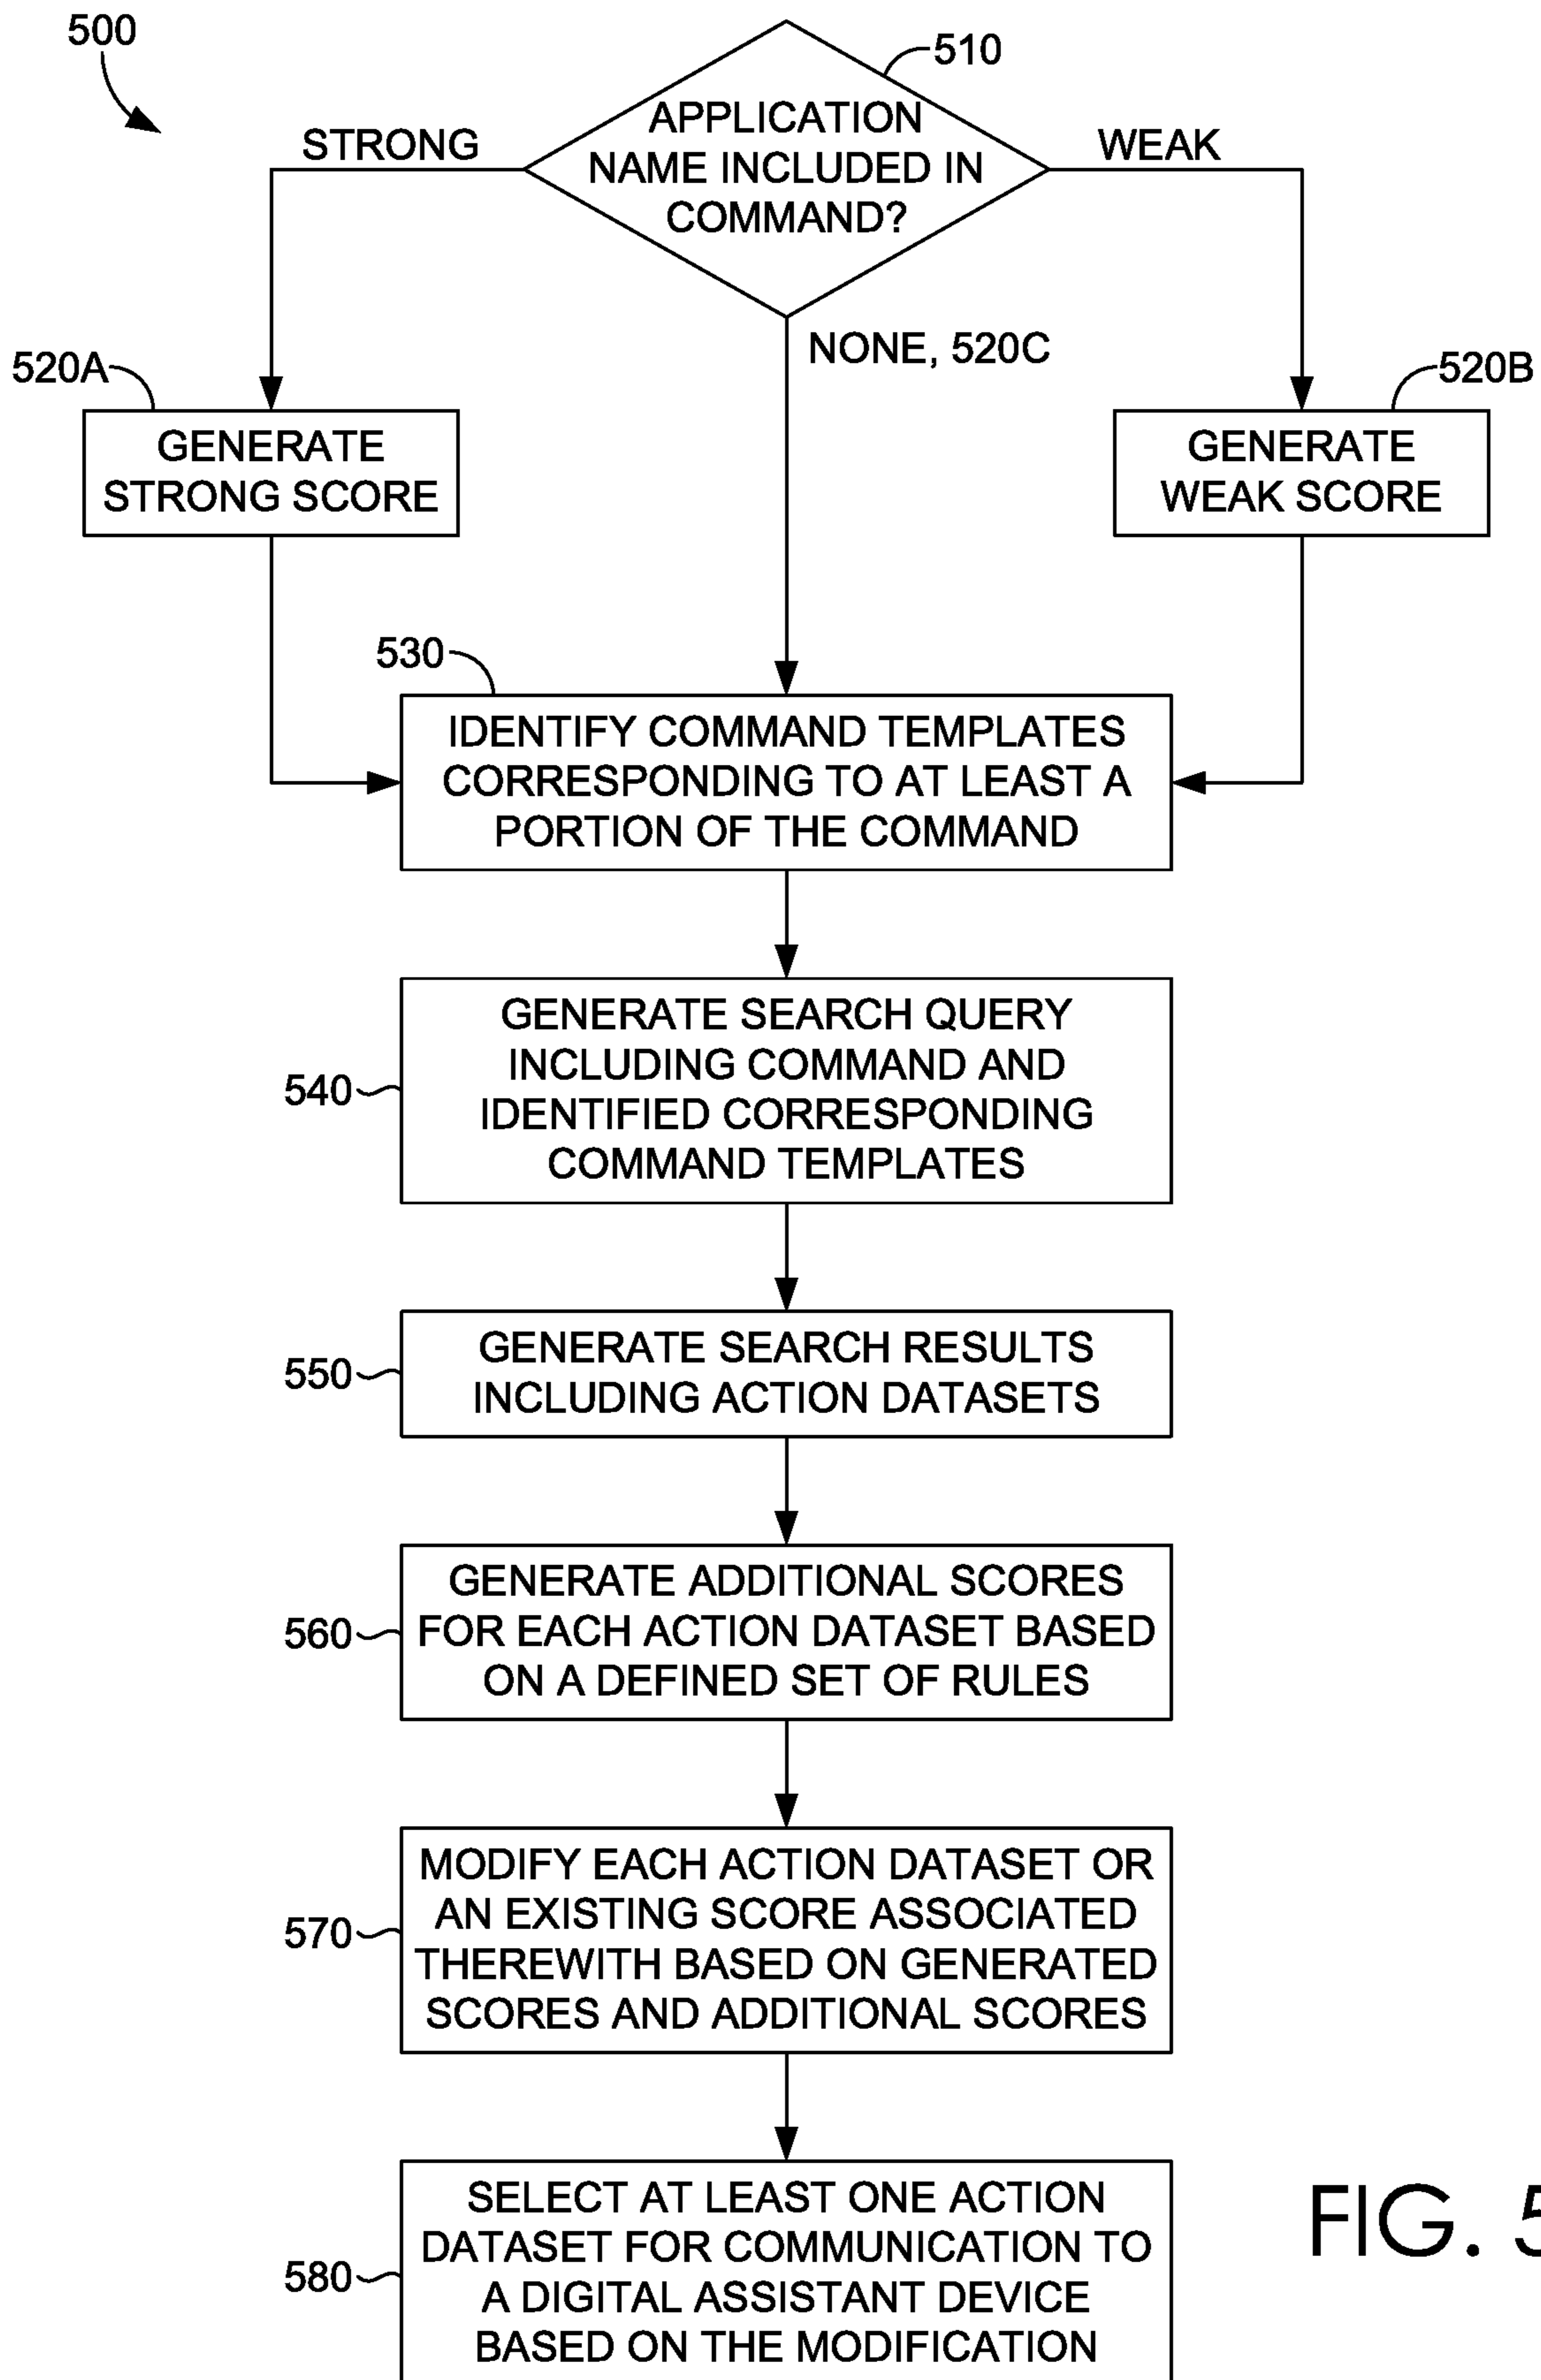 500
510
APPLICATION
NAME INCLUDED IN
COMMAND?
STRONG
WEAK
NONE, 520C
520A
GENERATE
STRONG SCORE
520B
GENERATE
WEAK SCORE
530
IDENTIFY COMMAND TEMPLATES
CORRESPONDING TO AT LEAST A
PORTION OF THE COMMAND
540
GENERATE SEARCH QUERY
INCLUDING COMMAND AND
IDENTIFIED CORRESPONDING
COMMAND TEMPLATES
550
GENERATE SEARCH RESULTS
INCLUDING ACTION DATASETS
560
GENERATE ADDITIONAL SCORES
FOR EACH ACTION DATASET BASED
ON A DEFINED SET OF RULES
570
MODIFY EACH ACTION DATASET OR
AN EXISTING SCORE ASSOCIATED
THEREWITH BASED ON GENERATED
SCORES AND ADDITIONAL SCORES
580
SELECT AT LEAST ONE ACTION
DATASET FOR COMMUNICATION TO
A DIGITAL ASSISTANT DEVICE
BASED ON THE MODIFICATION
FIG. 5